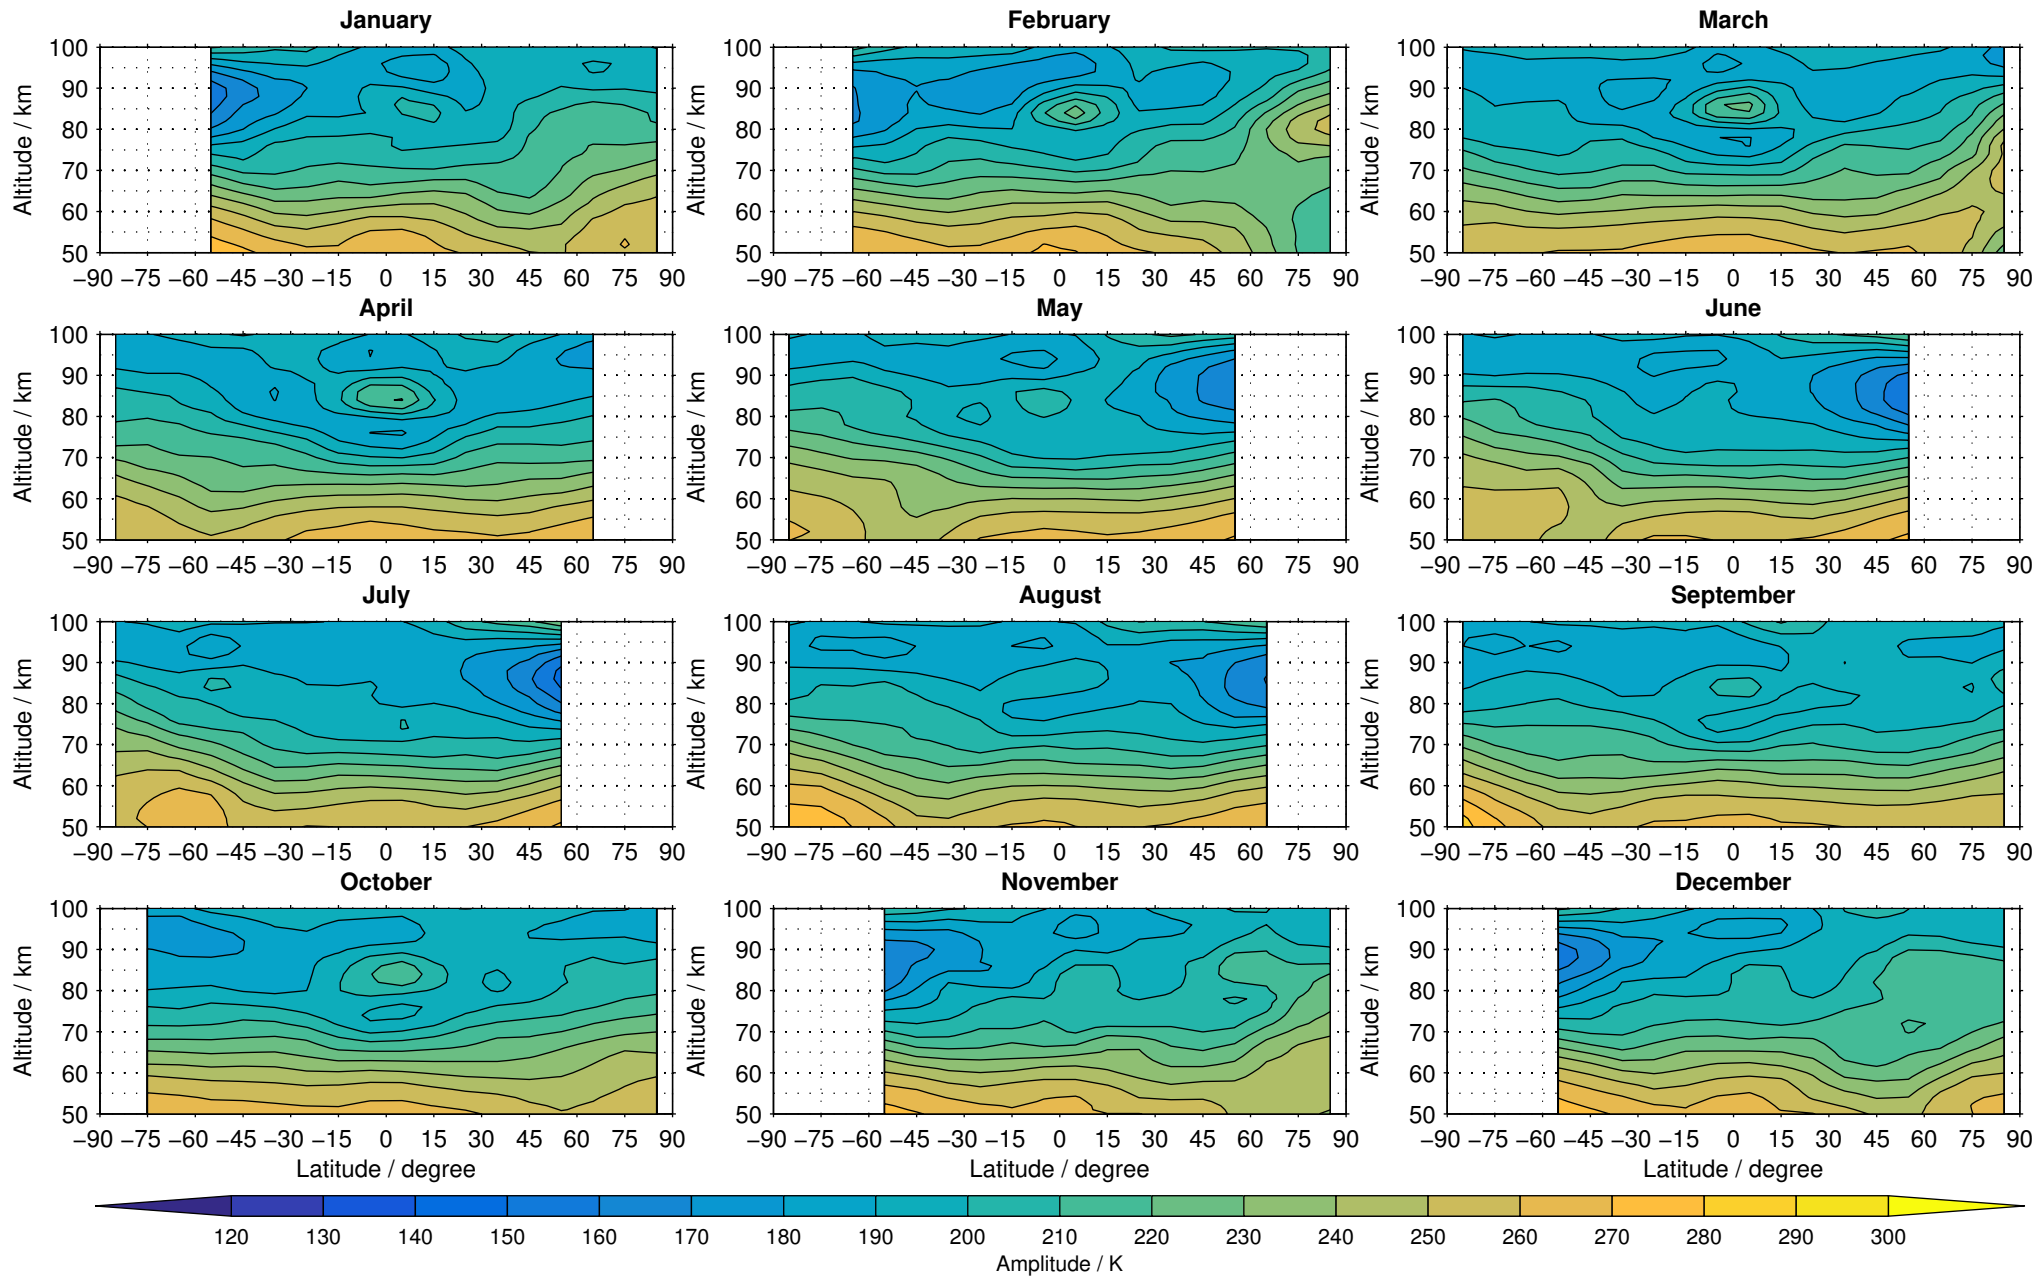 January February March
100 100 100
90 90 90
80 80 80
70 70 70
60 60 60
50 50 50
Altitude / km Altitude / km Altitude / km
−90 −75 −60 −45 −30 −15 0 15 30 45 60 75 90 −90 −75 −60 −45 −30 −15 0 15 30 45 60 75 90 −90 −75 −60 −45 −30 −15 0 15 30 45 60 75 90
April May June
100 100 100
90 90 90
80 80 80
70 70 70
60 60 60
50 50 50
Altitude / km Altitude / km Altitude / km
−90 −75 −60 −45 −30 −15 0 15 30 45 60 75 90 −90 −75 −60 −45 −30 −15 0 15 30 45 60 75 90 −90 −75 −60 −45 −30 −15 0 15 30 45 60 75 90
July August September
100 100 100
90 90 90
80 80 80
70 70 70
60 60 60
50 50 50
Altitude / km Altitude / km Altitude / km
−90 −75 −60 −45 −30 −15 0 15 30 45 60 75 90 −90 −75 −60 −45 −30 −15 0 15 30 45 60 75 90 −90 −75 −60 −45 −30 −15 0 15 30 45 60 75 90
October November December
100 100 100
90 90 90
80 80 80
70 70 70
60 60 60
50 50 50
Altitude / km Altitude / km Altitude / km
−90 −75 −60 −45 −30 −15 0 15 30 45 60 75 90 −90 −75 −60 −45 −30 −15 0 15 30 45 60 75 90 −90 −75 −60 −45 −30 −15 0 15 30 45 60 75 90
Latitude / degree Latitude / degree Latitude / degree
120 130 140 150 160 170 180 190 200 210 220 230 240 250 260 270 280 290 300
Amplitude / K